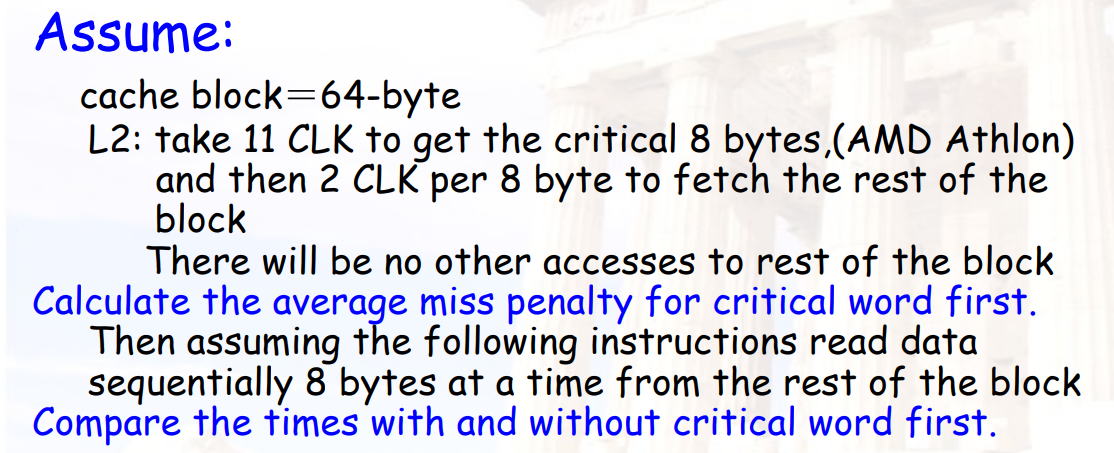 Assume:
cache block=64-byte
L2: take 11 CLK to get the critical 8 bytes,(AMD Athlon)
and then 2 CLK per 8 byte to fetch the rest of the
block
There will be no other accesses to rest of the block
Calculate the average miss penalty for critical word first.
Then assuming the following instructions read data
sequentially 8 bytes at a time from the rest of the block
Compare the times with and without critical word first.